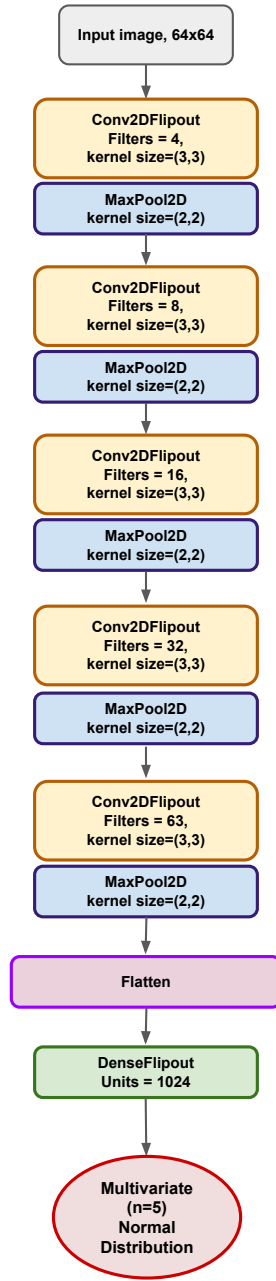 Input image, 64x64
Conv2DFlipout
Filters = 4,
kernel size=(3,3)
MaxPool2D
kernel size=(2,2)
Conv2DFlipout
Filters = 8,
kernel size=(3,3)
MaxPool2D
kernel size=(2,2)
Conv2DFlipout
Filters = 16,
kernel size=(3,3)
MaxPool2D
kernel size=(2,2)
Conv2DFlipout
Filters = 32,
kernel size=(3,3)
MaxPool2D
kernel size=(2,2)
Conv2DFlipout
Filters = 63,
kernel size=(3,3)
MaxPool2D
kernel size=(2,2)
Flatten
DenseFlipout
Units = 1024
Multivariate
(n=5)
Normal
Distribution